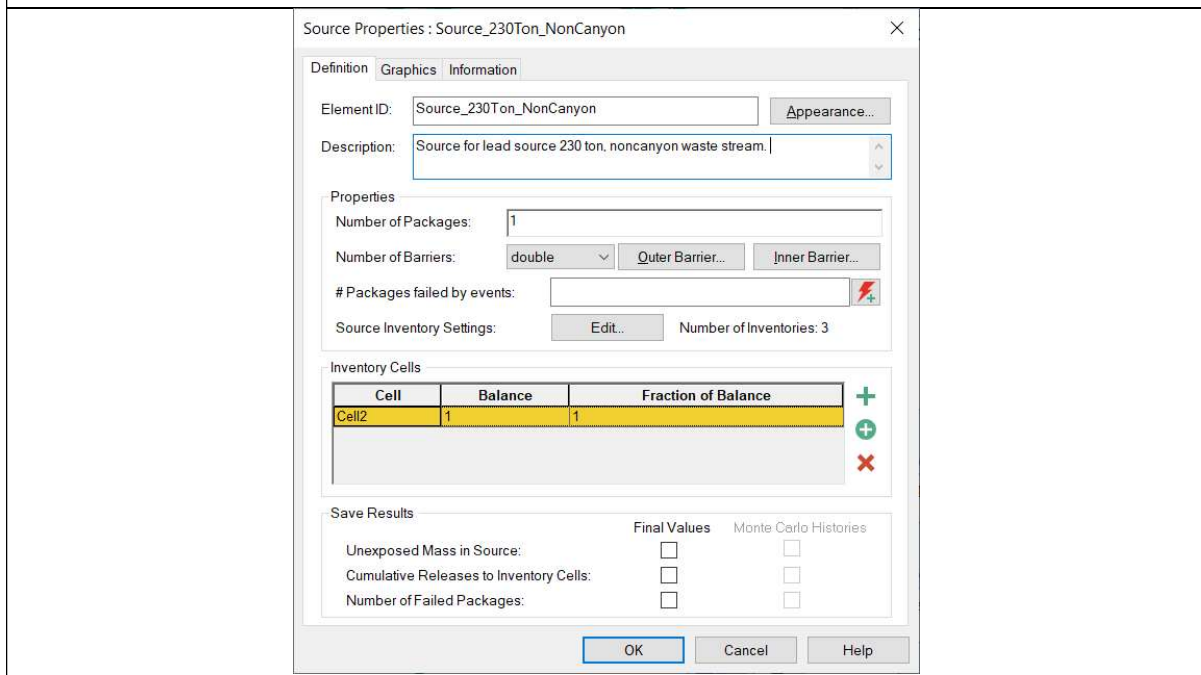 Source Properties : Source_230Ton_NonCanyon
Definition Graphics Information
Element ID: Source_230Ton_NonCanyon Appearance...
Description: Source for lead source 230 ton, noncanyon waste stream.
Properties
Number of Packages: 1
Number of Barriers: double Outer Barrier... Inner Barrier...
# Packages failed by events:
Source Inventory Settings: Edit... Number of Inventories: 3
Inventory Cells
Cell Balance Fraction of Balance
Cell2 1 1
Save Results
Final Values Monte Carlo Histories
Unexposed Mass in Source:
Cumulative Releases to Inventory Cells:
Number of Failed Packages:
OK Cancel Help